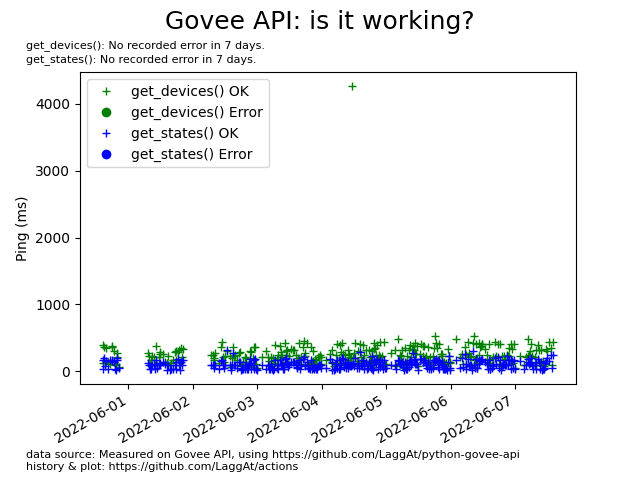 Govee API: is it working?
get_devices(): No recorded error in 7 days.
get_states(): No recorded error in 7 days.
get_devices() OK
get_devices() Error
get_states() OK
get_states() Error
Ping (ms)
4000
3000
2000
1000
0
2022-06-01
2022-06-02
2022-06-03
2022-06-04
2022-06-05
2022-06-06
2022-06-07
data source: Measured on Govee API, using https://github.com/LaggAt/python-govee-api
history & plot: https://github.com/LaggAt/actions